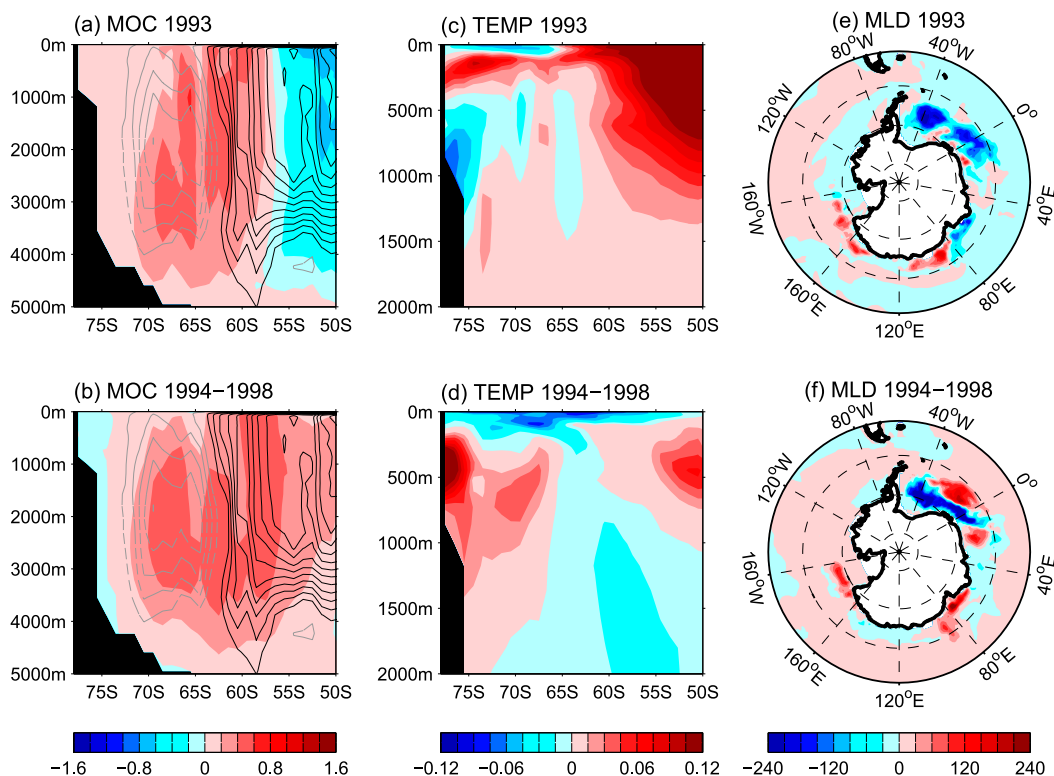 (a) MOC 1993
0m
1000m
2000m
3000m
4000m
5000m
75S 70S 65S 60S 55S 50S
(c) TEMP 1993
0m
500m
1000m
1500m
2000m
75S 70S 65S 60S 55S 50S
(e) MLD 1993
80°W 40°W
120°W 0°
160°W 40°E
160°E 80°E
120°E
(b) MOC 1994−1998
0m
1000m
2000m
3000m
4000m
5000m
75S 70S 65S 60S 55S 50S
(d) TEMP 1994−1998
0m
500m
1000m
1500m
2000m
75S 70S 65S 60S 55S 50S
(f) MLD 1994−1998
80°W 40°W
120°W 0°
160°W 40°E
160°E 80°E
120°E
−1.6 −0.8 0 0.8 1.6
−0.12 −0.06 0 0.06 0.12
−240 −120 0 120 240